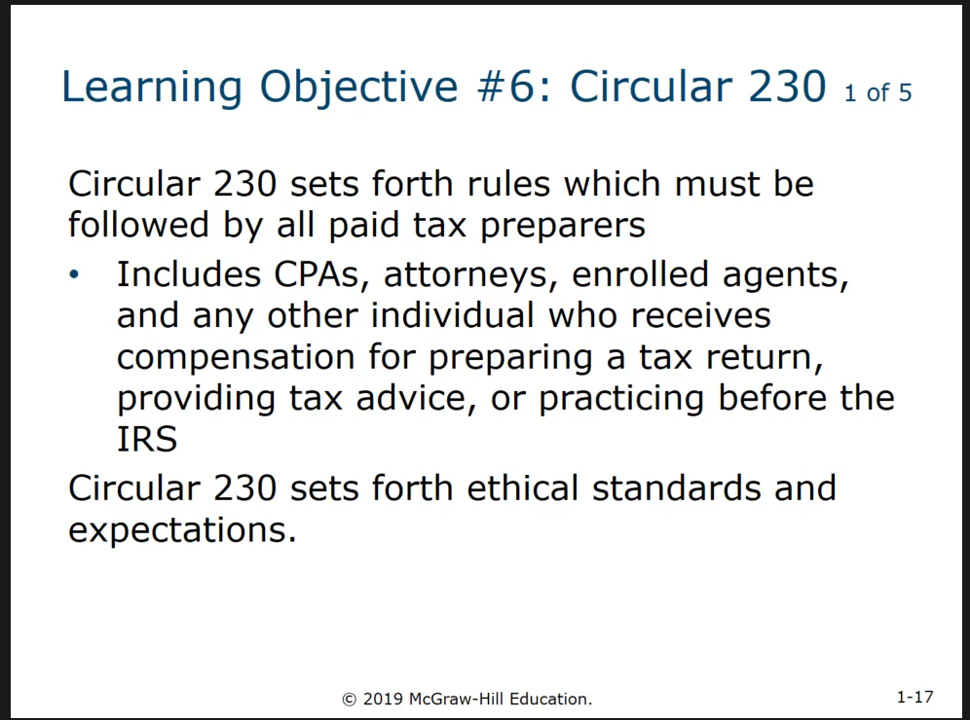 Learning Objective #6: Circular 230 1 of 5
Circular 230 sets forth rules which must be
followed by all paid tax preparers
• Includes CPAs, attorneys, enrolled agents,
and any other individual who receives
compensation for preparing a tax return,
providing tax advice, or practicing before the
IRS
Circular 230 sets forth ethical standards and
expectations.
© 2019 McGraw-Hill Education.
1-17